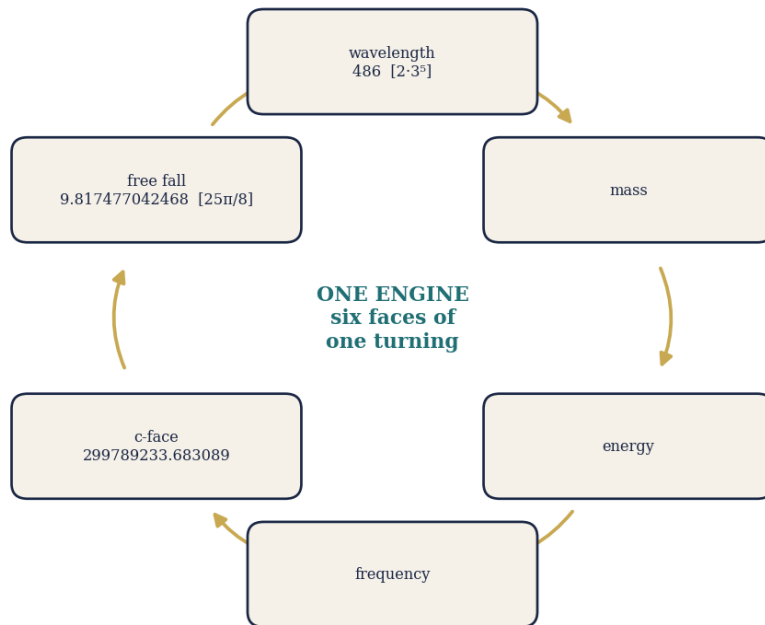 wavelength
486  [2·3⁵]
free fall
9.817477042468  [25π/8]
mass
ONE ENGINE
six faces of
one turning
c-face
299789233.683089
energy
frequency